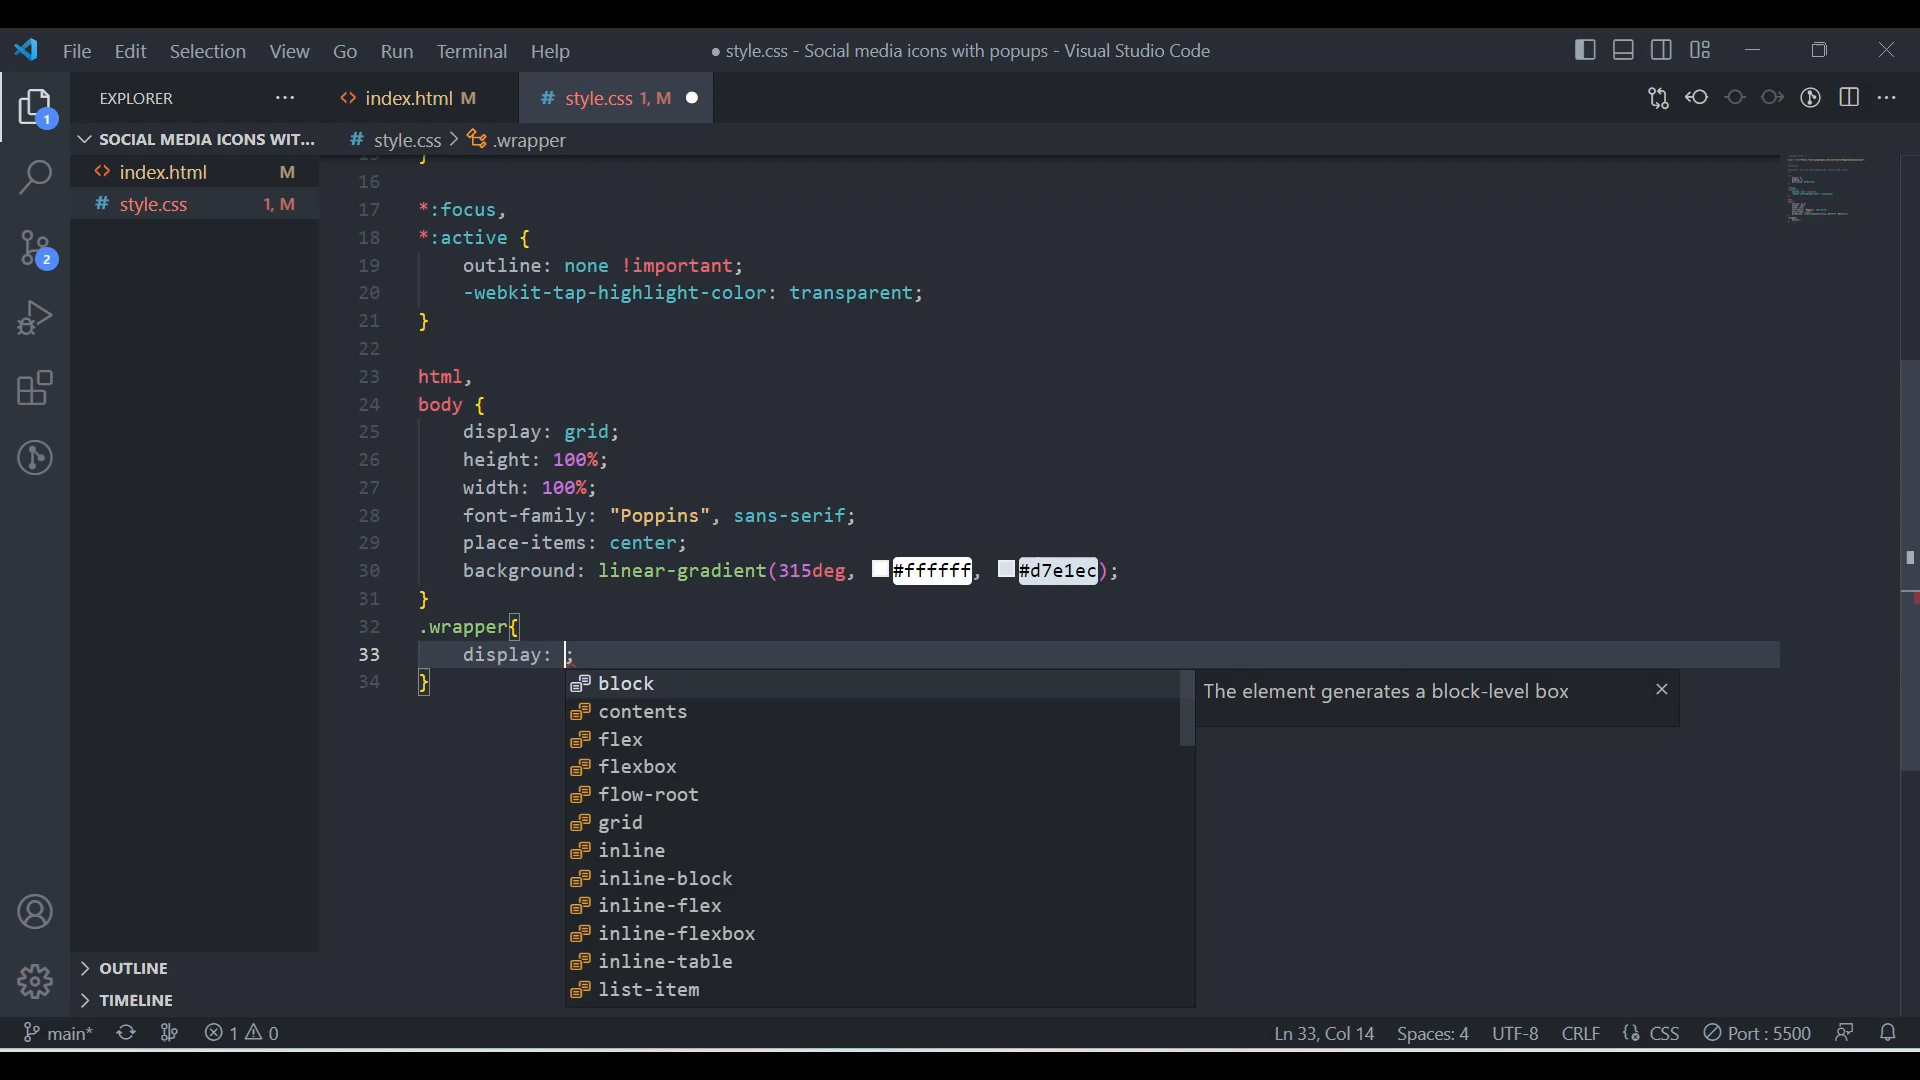 File Edit Selection View Go Run Terminal Help
● style.css - Social media icons with popups - Visual Studio Code
EXPLORER ···
index.html M
# style.css 1, M ●
SOCIAL MEDIA ICONS WIT...
# style.css > .wrapper
1
index.html M
# style.css 1, M
2
}
16
17 *:focus,
18 *:active {
19 outline: none !important;
20 -webkit-tap-highlight-color: transparent;
21 }
22
23 html,
24 body {
25 display: grid;
26 height: 100%;
27 width: 100%;
28 font-family: "Poppins", sans-serif;
29 place-items: center;
30 background: linear-gradient(315deg, #ffffff, #d7e1ec);
31 }
32 .wrapper{
33 display: ;
34 }
block
The element generates a block-level box
contents
flex
flexbox
flow-root
grid
inline
inline-block
inline-flex
inline-flexbox
inline-table
list-item
OUTLINE
TIMELINE
main* 1 0 Ln 33, Col 14 Spaces: 4 UTF-8 CRLF CSS Port : 5500